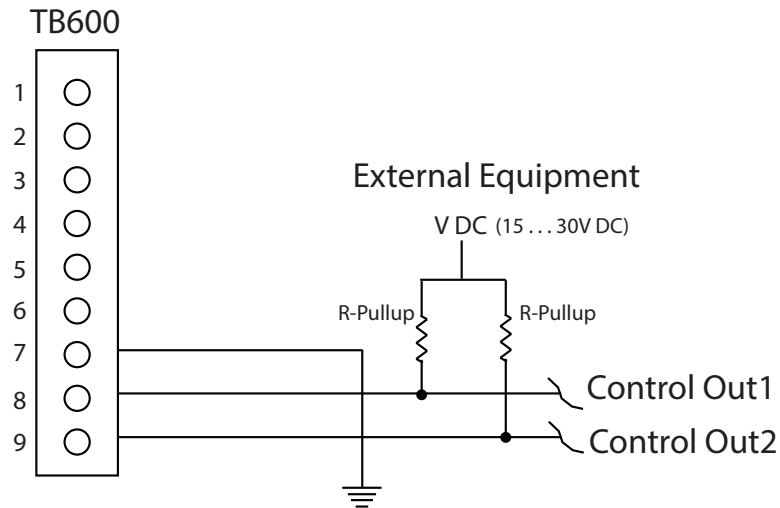 TB600
1
2
3
4
5
6
7
8
9
External Equipment
V DC (15 . . . 30V DC)
R-Pullup
R-Pullup
Control Out1
Control Out2